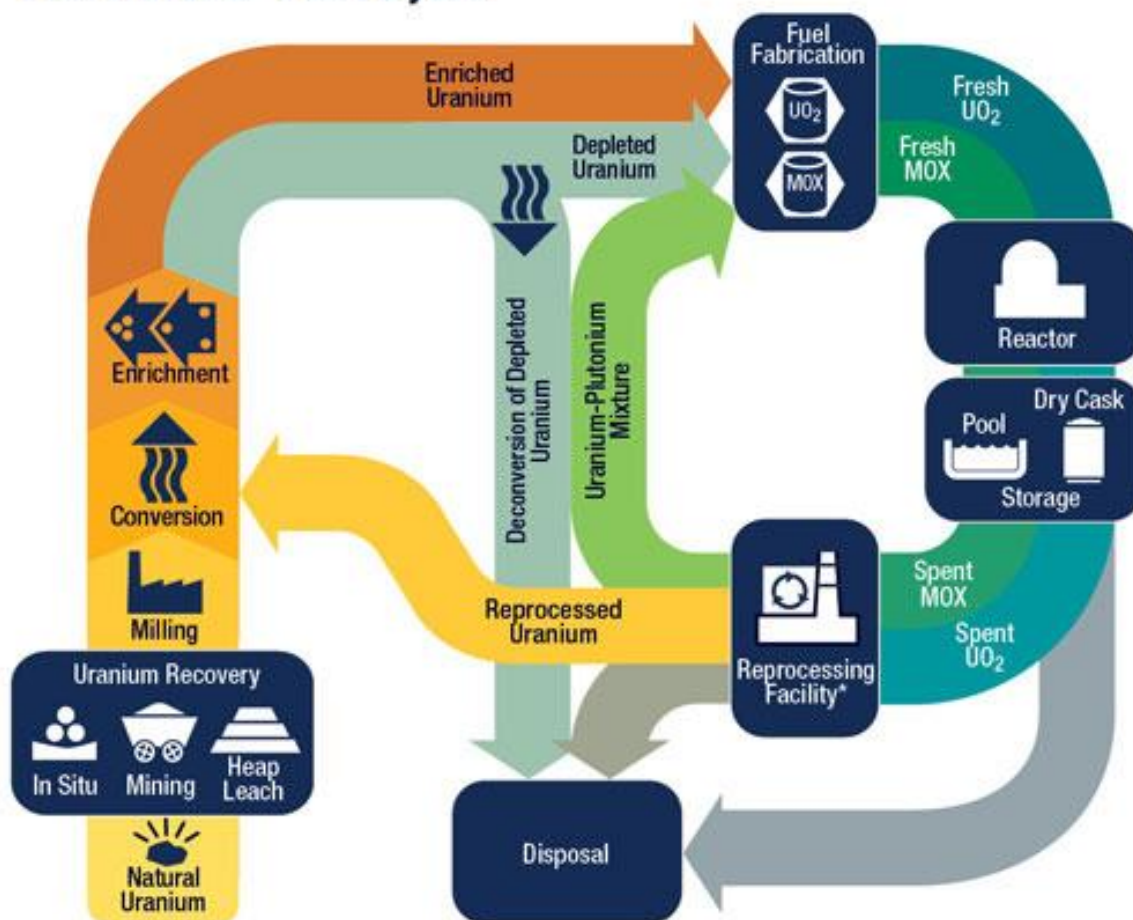 Fuel
Fabrication
UO₂
MOX
Enriched
Uranium
Depleted
Uranium
Fresh
UO₂
Fresh
MOX
Reactor
Dry Cask
Pool
Storage
Enrichment
Conversion
Milling
Deconversion of Depleted
Uranium
Uranium-Plutonium
Mixture
Reprocessed
Uranium
Spent
MOX
Spent
UO₂
Reprocessing
Facility*
Uranium Recovery
In Situ
Mining
Heap
Leach
Natural
Uranium
Disposal